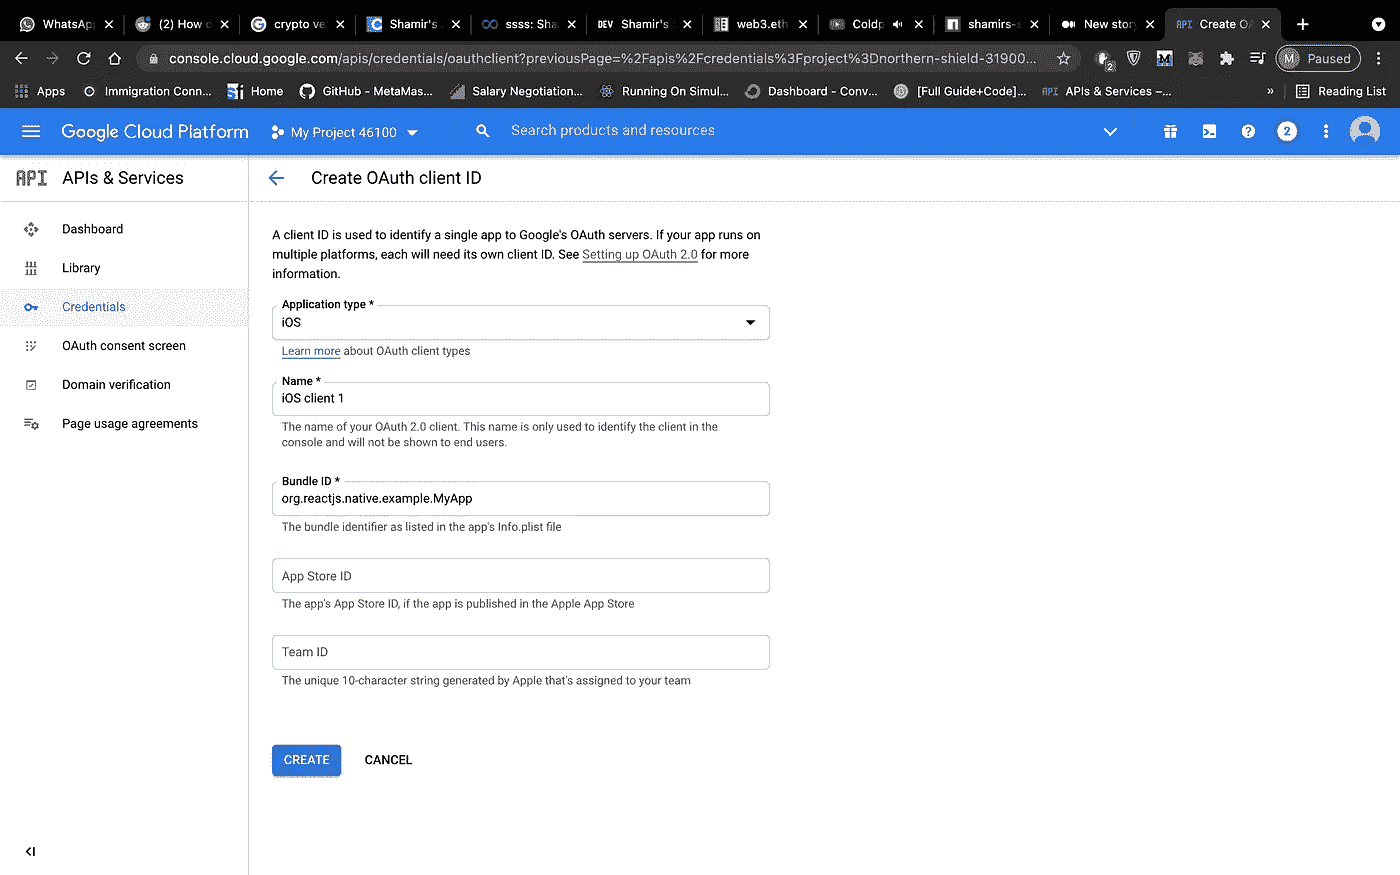 WhatsApp
(2) How d
crypto ve
Shamir's
ssss: Sha
DEV Shamir's
web3.eth
Coldp
shamirs-s
New story
API Create OA
console.cloud.google.com/apis/credentials/oauthclient?previousPage=%2Fapis%2Fcredentials%3Fproject%3Dnorthern-shield-31900...
2
M Paused
Apps
Immigration Conn...
Home
GitHub - MetaMas...
Salary Negotiation...
Running On Simul...
Dashboard - Conv...
[Full Guide+Code]...
API APIs & Services –...
»
Reading List
Google Cloud Platform
My Project 46100
Search products and resources
2
API APIs & Services
Create OAuth client ID
Dashboard
Library
Credentials
OAuth consent screen
Domain verification
Page usage agreements
A client ID is used to identify a single app to Google's OAuth servers. If your app runs on
multiple platforms, each will need its own client ID. See Setting up OAuth 2.0 for more
information.
Application type *
iOS
Learn more about OAuth client types
Name *
iOS client 1
The name of your OAuth 2.0 client. This name is only used to identify the client in the
console and will not be shown to end users.
Bundle ID *
org.reactjs.native.example.MyApp
The bundle identifier as listed in the app's Info.plist file
App Store ID
The app's App Store ID, if the app is published in the Apple App Store
Team ID
The unique 10-character string generated by Apple that's assigned to your team
CREATE
CANCEL